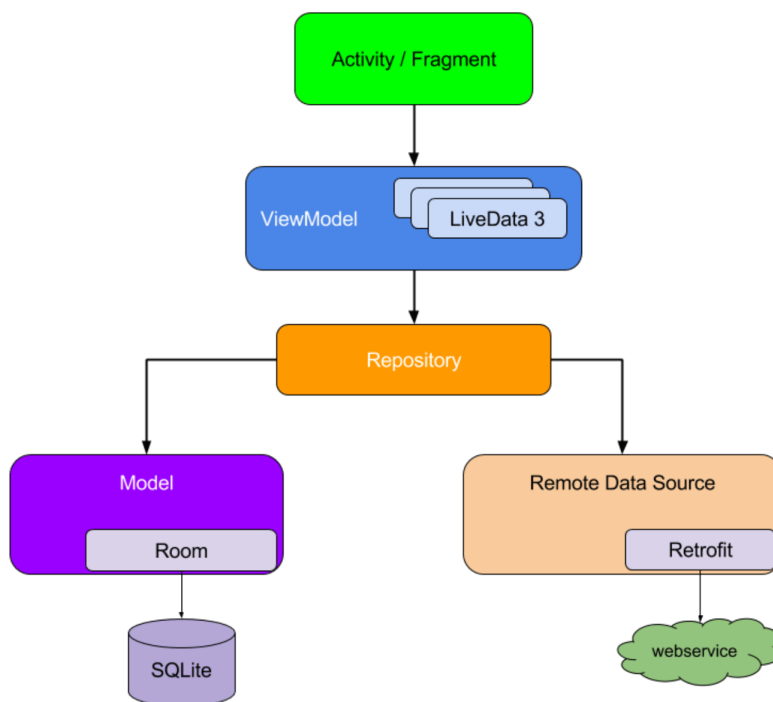 Activity / Fragment
ViewModel
LiveData 3
Repository
Model
Remote Data Source
Room
Retrofit
SQLite
webservice